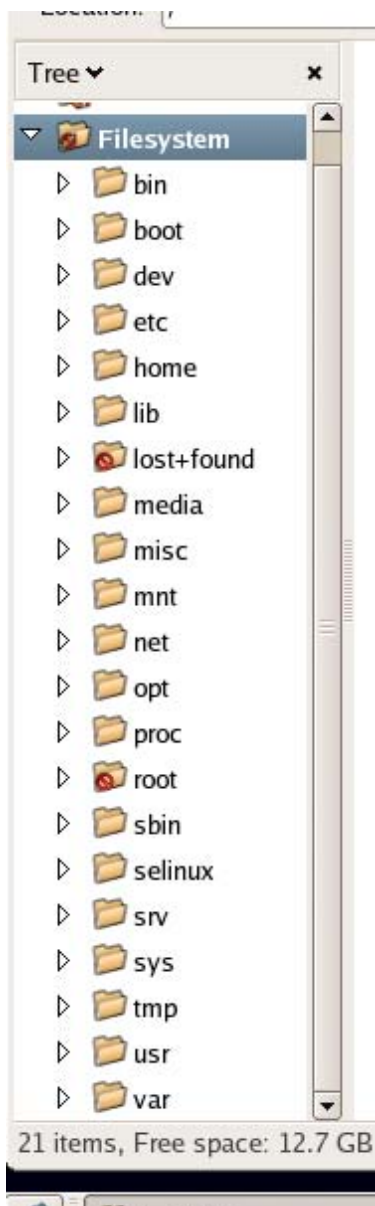 Location: /
Tree
Filesystem
bin
boot
dev
etc
home
lib
lost+found
media
misc
mnt
net
opt
proc
root
sbin
selinux
srv
sys
tmp
usr
var
21 items, Free space: 12.7 GB